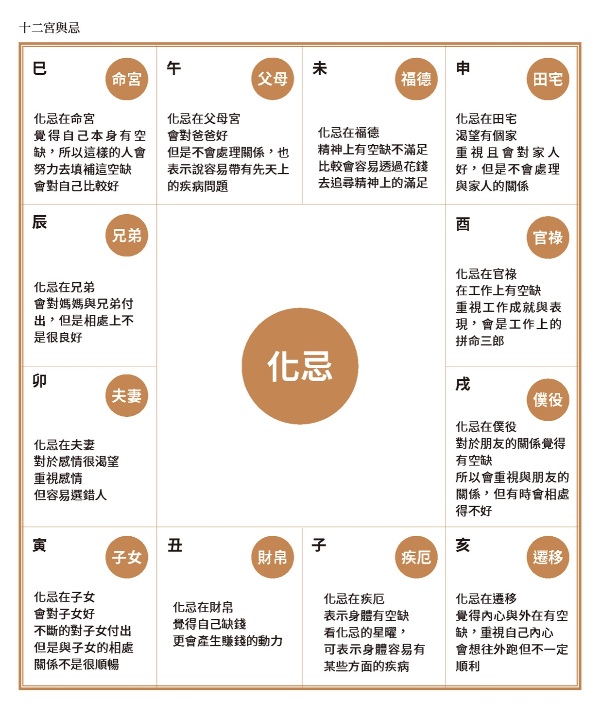 十二宮與忌
巳
命宮
化忌在命宮
覺得自己本身有空
缺，所以這樣的人會
努力去填補這空缺
會對自己比較好
午
父母
化忌在父母宮
會對爸爸好
但是不會處理關係，也
表示說容易帶有先天上
的疾病問題
未
福德
化忌在福德
精神上有空缺不滿足
比較會容易透過花錢
去追尋精神上的滿足
申
田宅
化忌在田宅
渴望有個家
重視且會對家人
好，但是不會處理
與家人的關係
辰
兄弟
化忌在兄弟
會對媽媽與兄弟付
出，但是相處上不
是很良好
酉
官祿
化忌在官祿
在工作上有空缺
重視工作成就與表
現，會是工作上的
拼命三郎
化忌
卯
夫妻
化忌在夫妻
對於感情很渴望
重視感情
但容易選錯人
戌
僕役
化忌在僕役
對於朋友的關係覺得
有空缺
所以會重視與朋友的
關係，但有時會相處
得不好
寅
子女
化忌在子女
會對子女好
不斷的對子女付出
但是與子女的相處
關係不是很順暢
丑
財帛
化忌在財帛
覺得自己缺錢
更會產生賺錢的動力
子
疾厄
化忌在疾厄
表示身體有空缺
看化忌的星曜，
可表示身體容易有
某些方面的疾病
亥
遷移
化忌在遷移
覺得內心與外在有空
缺，重視自己內心
會想往外跑但不一定
順利